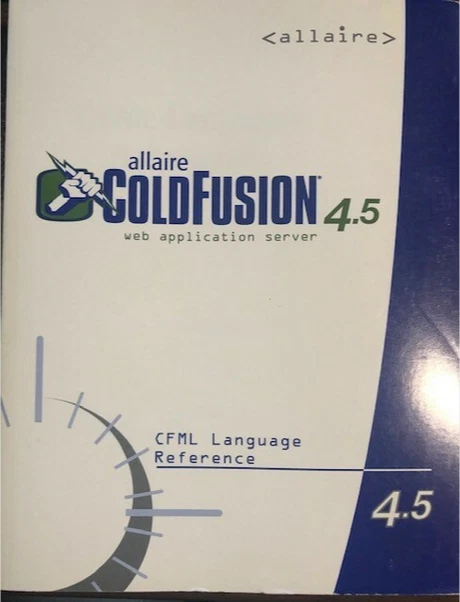 <allaire>
allaire
COLDFUSION
4.5
web application server
CFML Language
Reference
4.5